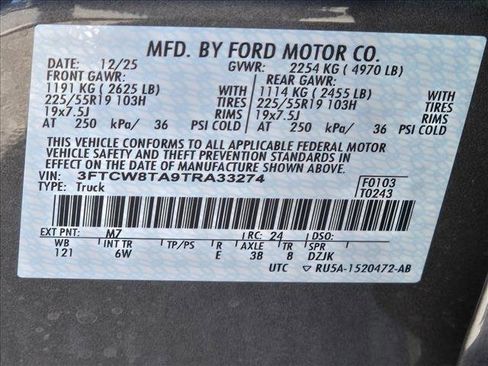 MFD. BY FORD MOTOR CO.
DATE: 12/25 GVWR: 2254 KG ( 4970 LB)
FRONT GAWR: REAR GAWR:
1191 KG ( 2625 LB) WITH 1114 KG ( 2455 LB) WITH
225/55R19 103H TIRES 225/55R19 103H TIRES
19x7.5J RIMS 19x7.5J RIMS
AT 250 kPa/ 36 PSI COLD AT 250 kPa/ 36 PSI COLD
THIS VEHICLE CONFORMS TO ALL APPLICABLE FEDERAL MOTOR
VEHICLE SAFETY AND THEFT PREVENTION STANDARDS IN
EFFECT ON THE DATE OF MANUFACTURE SHOWN ABOVE.
VIN: 3FTCW8TA9TRA33274 F0103
TYPE: Truck T0243
EXT PNT: M7 RC: 24
WB INT TR TP/PS R AXLE TR SPR
121 6W E 38 8 DZJK
UTC RU5A-1520472-AB